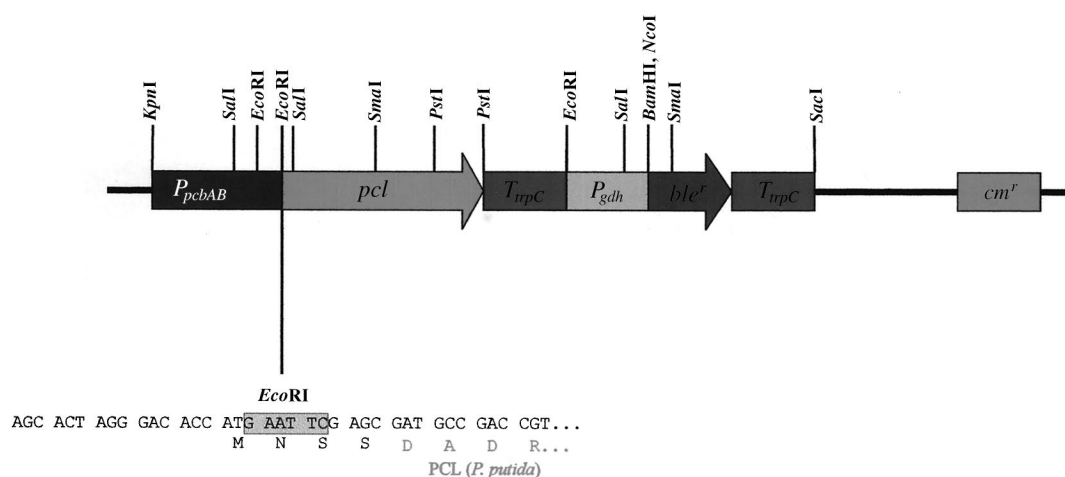 KpnI
SalI
EcoRI
EcoRI
SalI
SmaI
PstI
PstI
EcoRI
SalI
BamHI, NcoI
SmaI
SacI
PpcbAB
pcl
TtrpC
Pgdh
bleʳ
TtrpC
cmʳ
EcoRI
AGC ACT AGG GAC ACC ATG AAT TCG AGC GAT GCC GAC CGT...
M N S S D A D R...
PCL (P. putida)